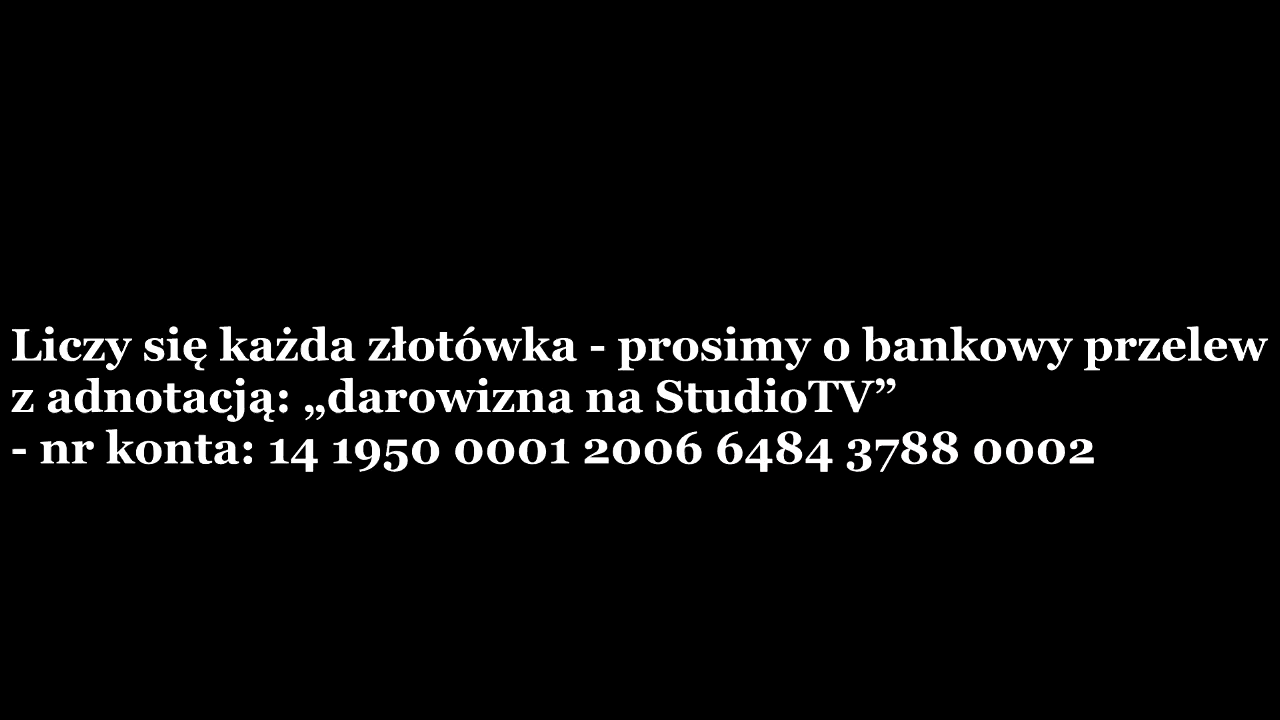 Liczy się każda złotówka - prosimy o bankowy przelew
z adnotacją: „darowizna na StudioTV”
- nr konta: 14 1950 0001 2006 6484 3788 0002